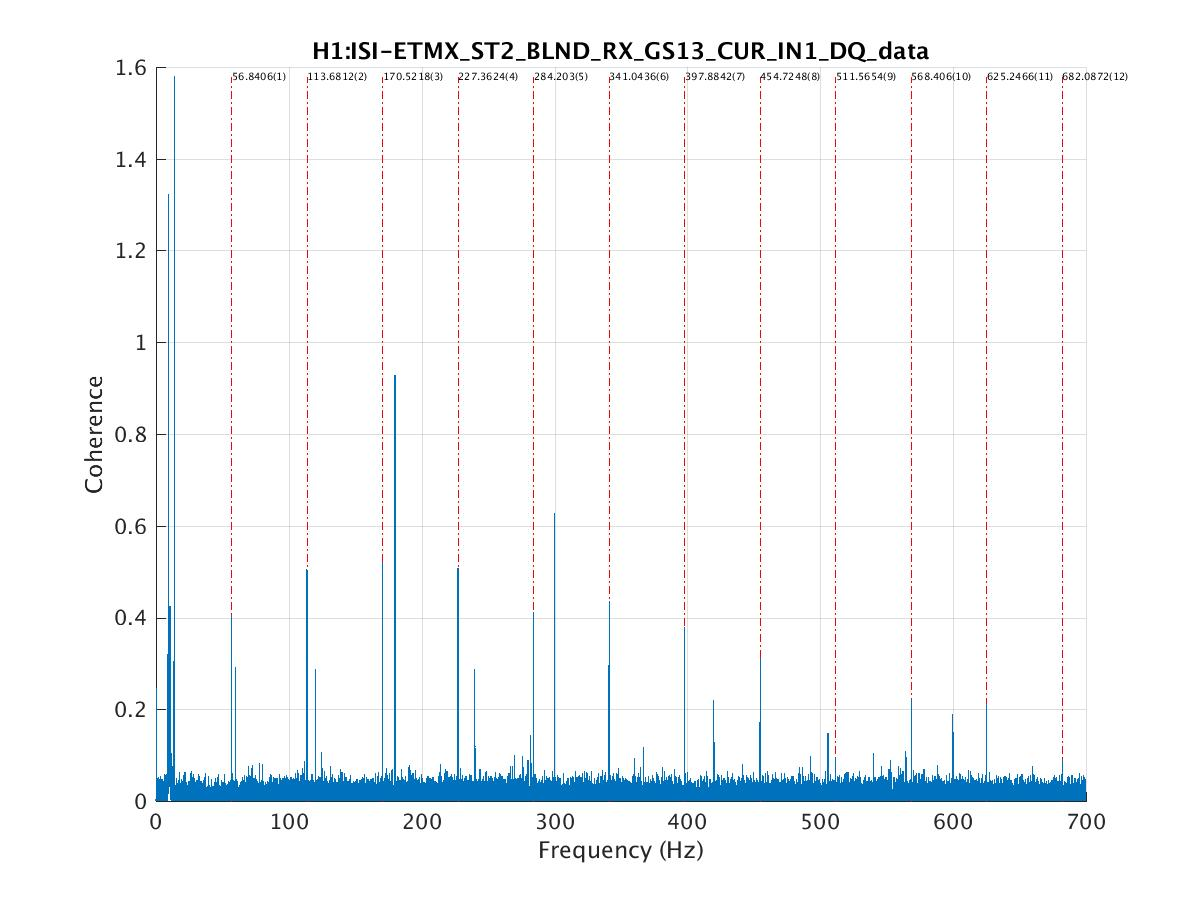 H1:ISI-ETMX_ST2_BLND_RX_GS13_CUR_IN1_DQ_data
56.8406(1) 113.6812(2) 170.5218(3) 227.3624(4) 284.203(5) 341.0436(6) 397.8842(7) 454.7248(8) 511.5654(9) 568.406(10) 625.2466(11) 682.0872(12)
1.6
1.4
1.2
1
0.8
0.6
0.4
0.2
0
Coherence
0 100 200 300 400 500 600 700
Frequency (Hz)